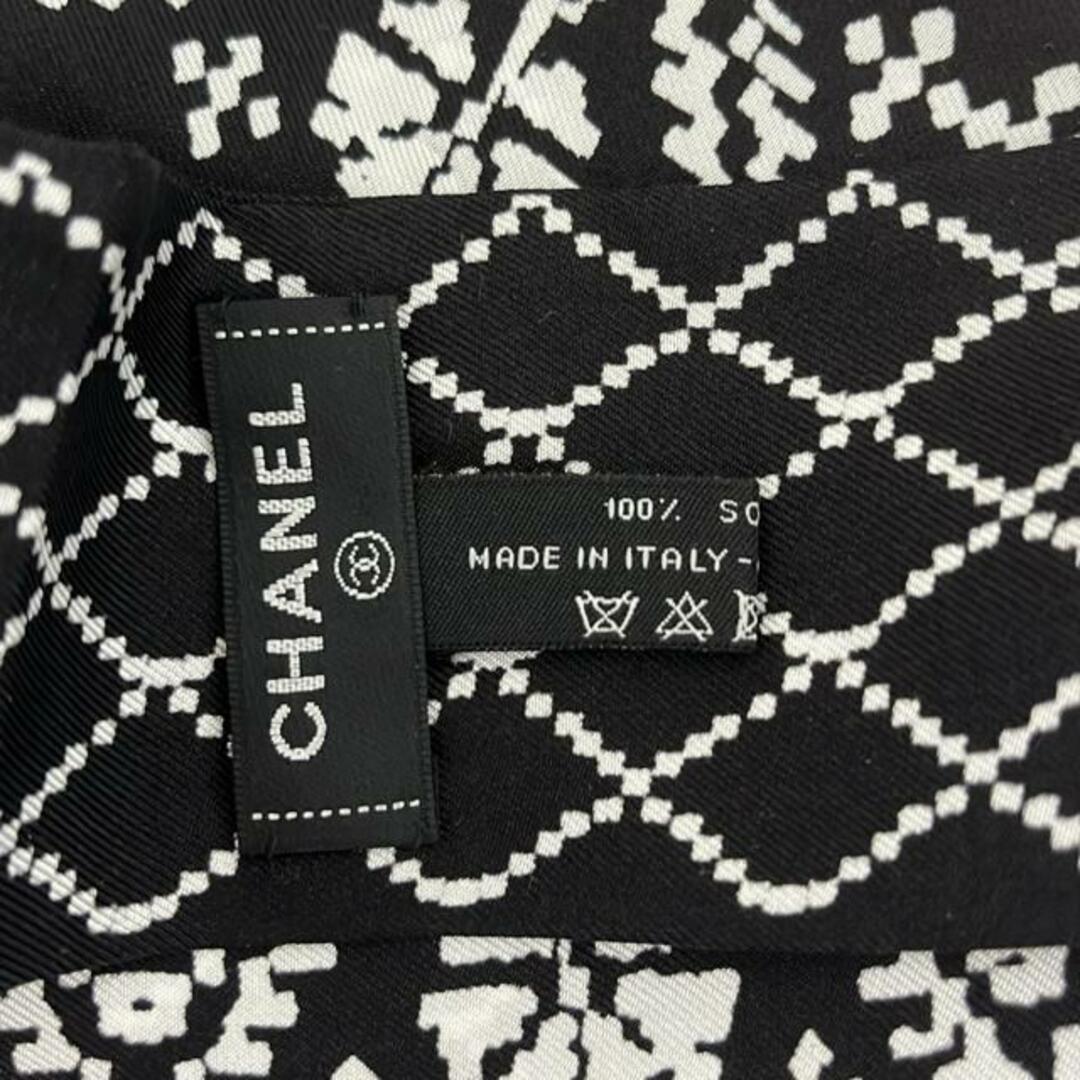 CHANEL
100% SO
MADE IN ITALY -